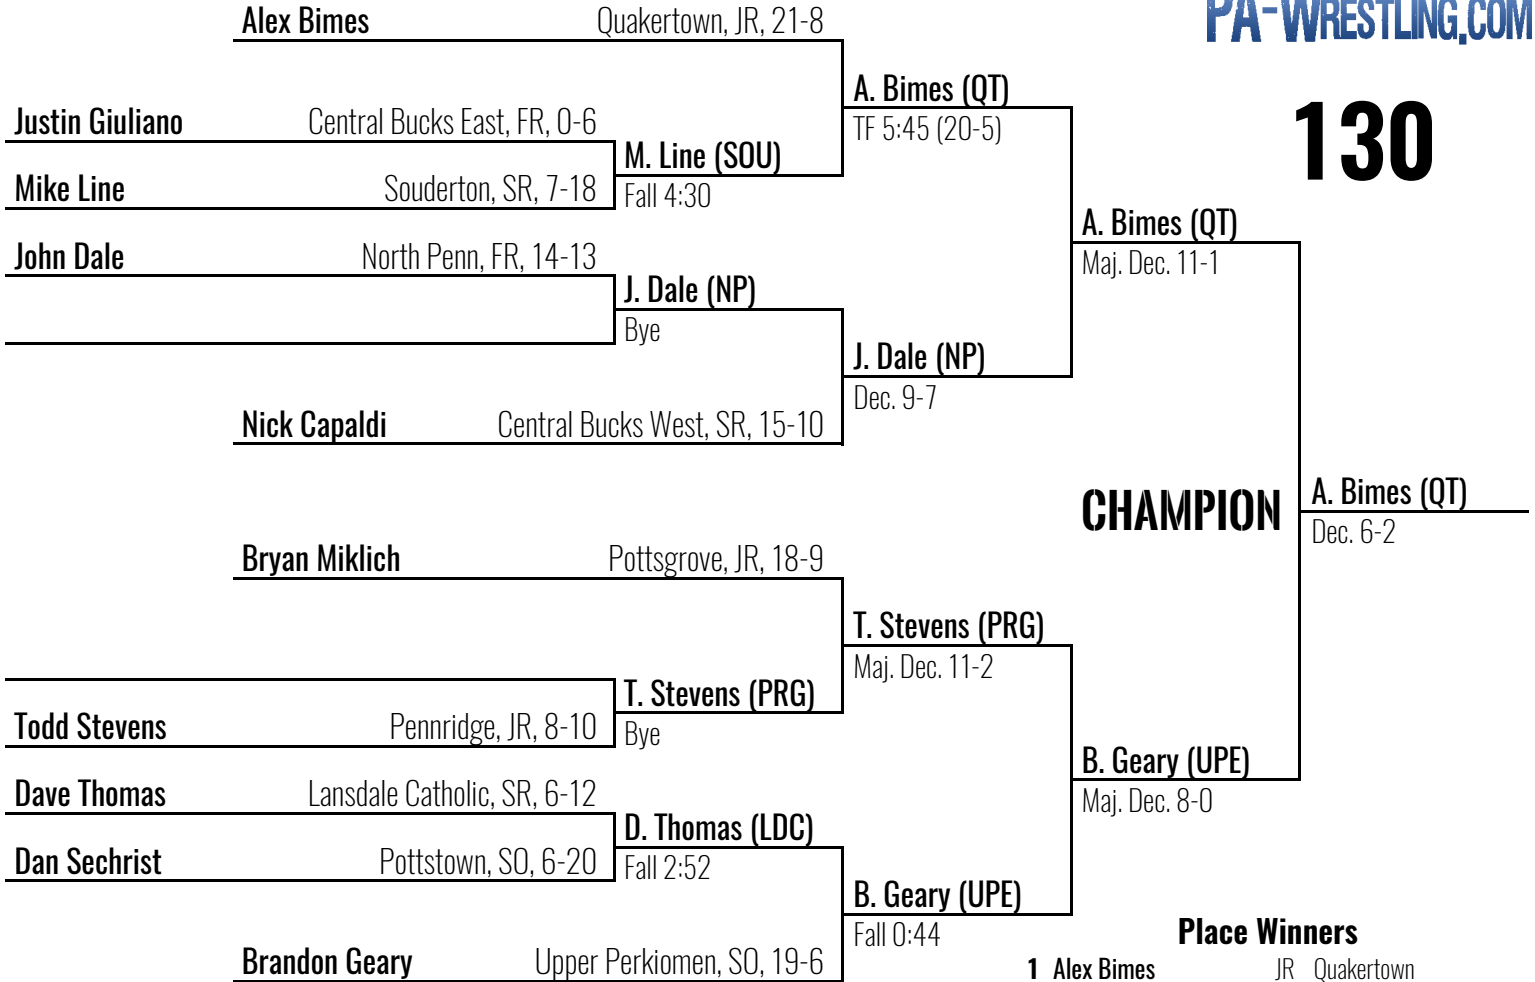 Alex Bimes Quakertown, JR, 21-8
PA-WRESTLING.COM
A. Bimes (QT)
TF 5:45 (20-5)
130
Justin Giuliano Central Bucks East, FR, 0-6
M. Line (SOU)
Fall 4:30
Mike Line Souderton, SR, 7-18
A. Bimes (QT)
Maj. Dec. 11-1
John Dale North Penn, FR, 14-13
J. Dale (NP)
Bye
J. Dale (NP)
Dec. 9-7
Nick Capaldi Central Bucks West, SR, 15-10
CHAMPION
A. Bimes (QT)
Dec. 6-2
Bryan Miklich Pottsgrove, JR, 18-9
T. Stevens (PRG)
Maj. Dec. 11-2
T. Stevens (PRG)
Bye
Todd Stevens Pennridge, JR, 8-10
B. Geary (UPE)
Maj. Dec. 8-0
Dave Thomas Lansdale Catholic, SR, 6-12
D. Thomas (LDC)
Fall 2:52
Dan Sechrist Pottstown, SO, 6-20
B. Geary (UPE)
Fall 0:44
Brandon Geary Upper Perkiomen, SO, 19-6
Place Winners
1 Alex Bimes JR Quakertown